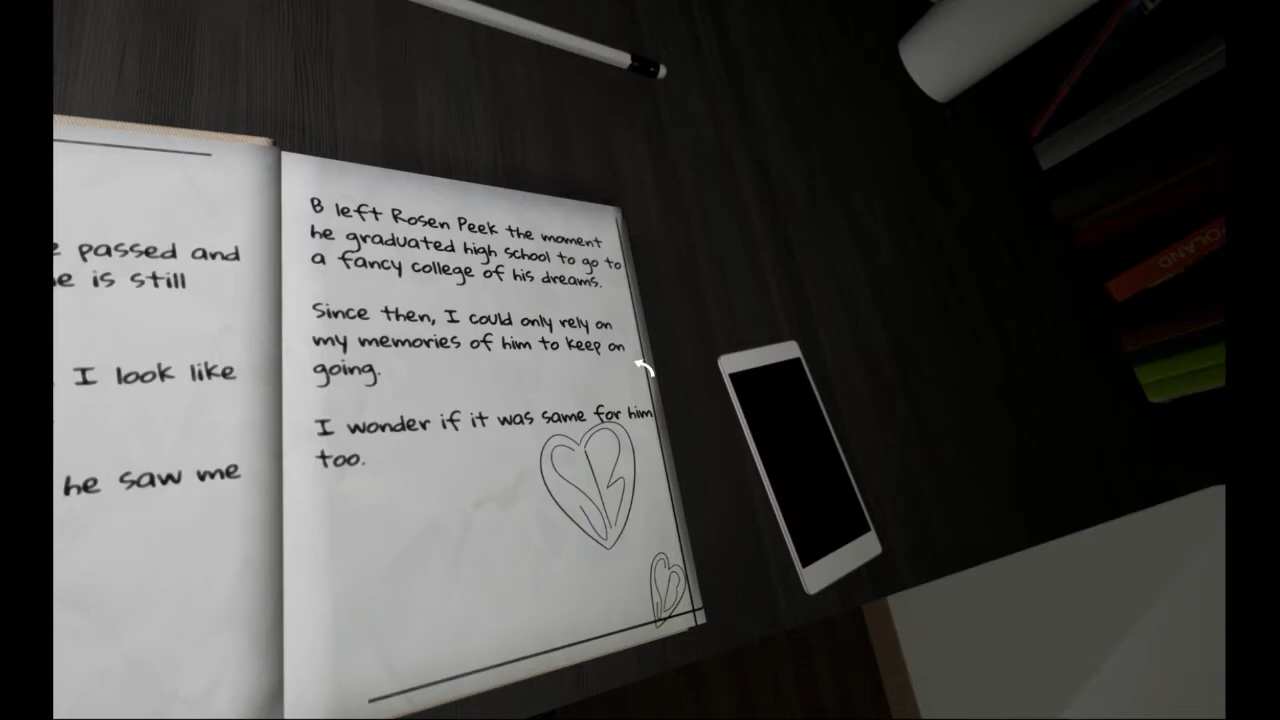 passed and
e is still
I look like
he saw me
B left Rosen Peek the moment
he graduated high school to go to
a fancy college of his dreams.
Since then, I could only rely on
my memories of him to keep on
going.
I wonder if it was same for him
too.
OLAND